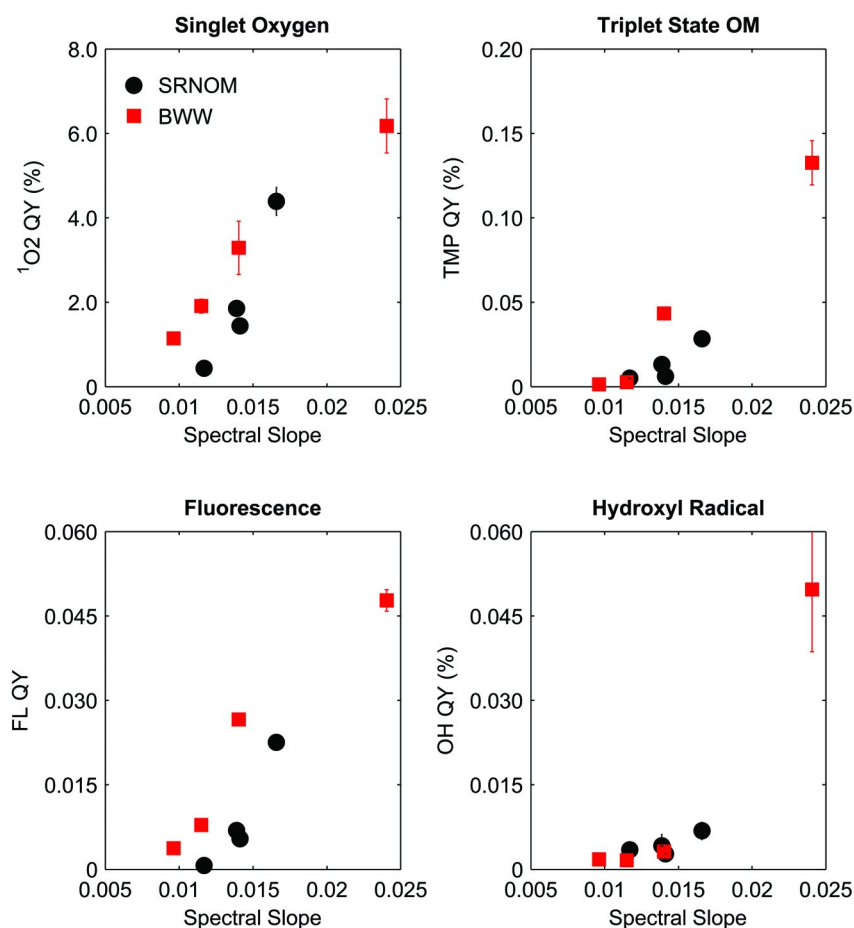 Singlet Oxygen
8.0
6.0
4.0
2.0
0
¹O2 QY (%)
SRNOM
BWW
0.005 0.01 0.015 0.02 0.025
Spectral Slope
Triplet State OM
0.20
0.15
0.10
0.05
0
TMP QY (%)
0.005 0.01 0.015 0.02 0.025
Spectral Slope
Fluorescence
0.060
0.045
0.030
0.015
0
FL QY
0.005 0.01 0.015 0.02 0.025
Spectral Slope
Hydroxyl Radical
0.060
0.045
0.030
0.015
0
OH QY (%)
0.005 0.01 0.015 0.02 0.025
Spectral Slope